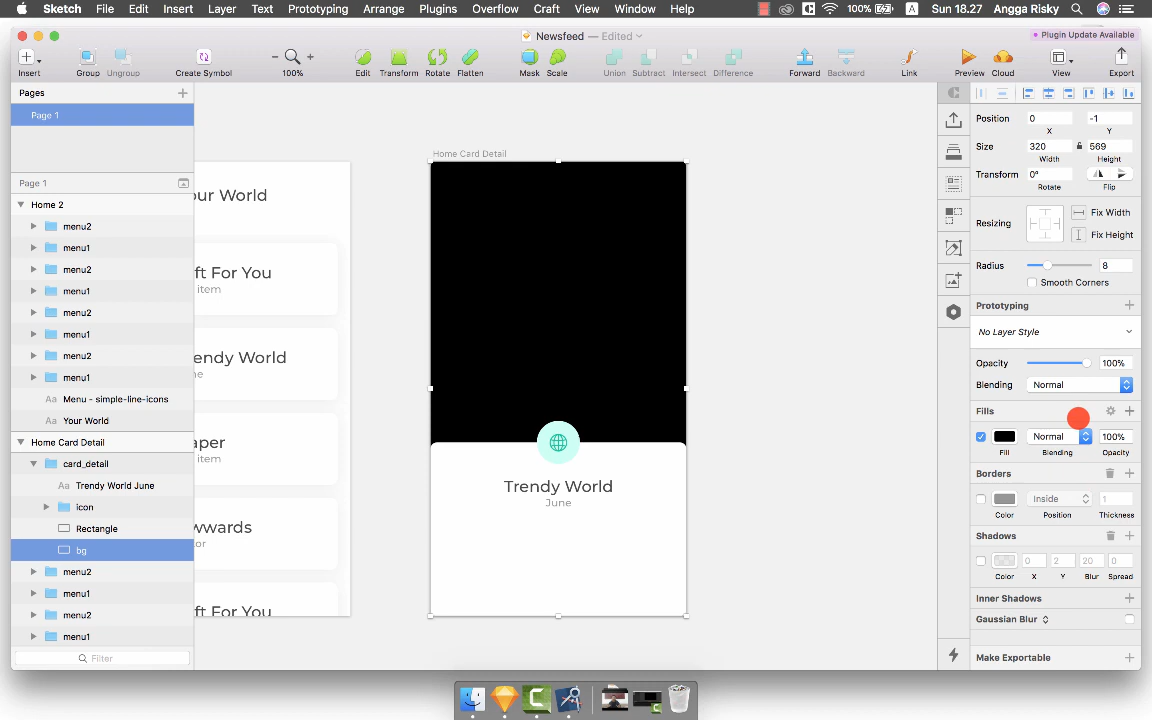 Sketch File Edit Insert Layer Text Prototyping Arrange Plugins Overflow Craft View Window Help 100% A Sun 18.27 Angga Risky
Newsfeed — Edited
Plugin Update Available
100%
Insert Group Ungroup Create Symbol Edit Transform Rotate Flatten Mask Scale Union Subtract Intersect Difference Forward Backward Link Preview Cloud View Export
Pages
Page 1
Page 1
Home 2
menu2
menu1
menu2
menu1
menu2
menu1
menu2
menu1
Aa Menu - simple-line-icons
Aa Your World
Home Card Detail
card_detail
Aa Trendy World June
icon
Rectangle
bg
menu2
menu1
menu2
menu1
Filter
our World
ft For You
item
endy World
ne
aper
item
wwards
or
ft For You
Home Card Detail
Trendy World
June
Position 0 -1
X Y
Size 320 569
Width Height
Transform 0°
Rotate Flip
Resizing Fix Width
Fix Height
Radius 8
Smooth Corners
Prototyping
No Layer Style
Opacity 100%
Blending Normal
Fills
Normal 100%
Fill Blending Opacity
Borders
Inside 1
Color Position Thickness
Shadows
0 2 20 0
Color X Y Blur Spread
Inner Shadows
Gaussian Blur
Make Exportable